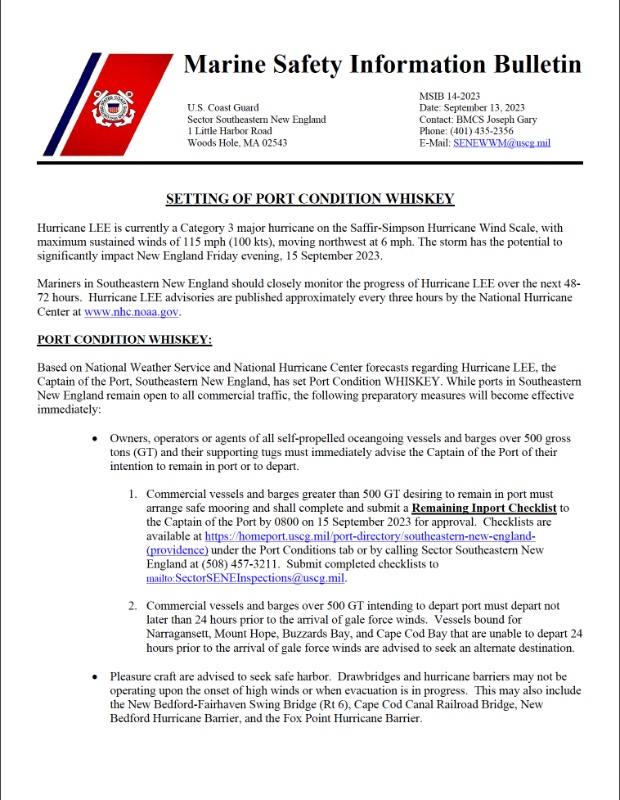 Marine Safety Information Bulletin
U.S. Coast Guard
Sector Southeastern New England
1 Little Harbor Road
Woods Hole, MA 02543
MSIB 14-2023
Date: September 13, 2023
Contact: BMCS Joseph Gary
Phone: (401) 435-2356
E-Mail: SENEWWM@uscg.mil
SETTING OF PORT CONDITION WHISKEY
Hurricane LEE is currently a Category 3 major hurricane on the Saffir-Simpson Hurricane Wind Scale, with
maximum sustained winds of 115 mph (100 kts), moving northwest at 6 mph. The storm has the potential to
significantly impact New England Friday evening, 15 September 2023.
Mariners in Southeastern New England should closely monitor the progress of Hurricane LEE over the next 48-
72 hours. Hurricane LEE advisories are published approximately every three hours by the National Hurricane
Center at www.nhc.noaa.gov.
PORT CONDITION WHISKEY:
Based on National Weather Service and National Hurricane Center forecasts regarding Hurricane LEE, the
Captain of the Port, Southeastern New England, has set Port Condition WHISKEY. While ports in Southeastern
New England remain open to all commercial traffic, the following preparatory measures will become effective
immediately:
• Owners, operators or agents of all self-propelled oceangoing vessels and barges over 500 gross
tons (GT) and their supporting tugs must immediately advise the Captain of the Port of their
intention to remain in port or to depart.
1. Commercial vessels and barges greater than 500 GT desiring to remain in port must
arrange safe mooring and shall complete and submit a Remaining Inport Checklist to
the Captain of the Port by 0800 on 15 September 2023 for approval. Checklists are
available at https://homeport.uscg.mil/port-directory/southeastern-new-england-
(providence) under the Port Conditions tab or by calling Sector Southeastern New
England at (508) 457-3211. Submit completed checklists to
mailto:SectorSENEInspections@uscg.mil.
2. Commercial vessels and barges over 500 GT intending to depart port must depart not
later than 24 hours prior to the arrival of gale force winds. Vessels bound for
Narragansett, Mount Hope, Buzzards Bay, and Cape Cod Bay that are unable to depart 24
hours prior to the arrival of gale force winds are advised to seek an alternate destination.
• Pleasure craft are advised to seek safe harbor. Drawbridges and hurricane barriers may not be
operating upon the onset of high winds or when evacuation is in progress. This may also include
the New Bedford-Fairhaven Swing Bridge (Rt 6), Cape Cod Canal Railroad Bridge, New
Bedford Hurricane Barrier, and the Fox Point Hurricane Barrier.